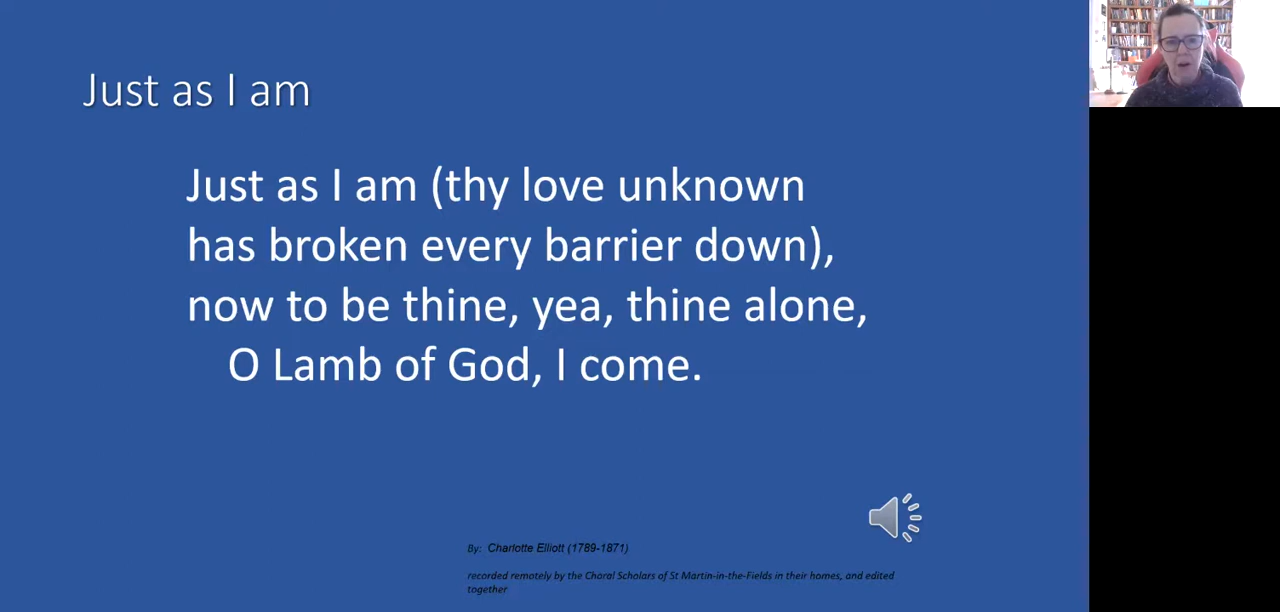 Just as I am
Just as I am (thy love unknown
has broken every barrier down),
now to be thine, yea, thine alone,
O Lamb of God, I come.
By: Charlotte Elliott (1789-1871)
recorded remotely by the Choral Scholars of St Martin-in-the-Fields in their homes, and edited
together